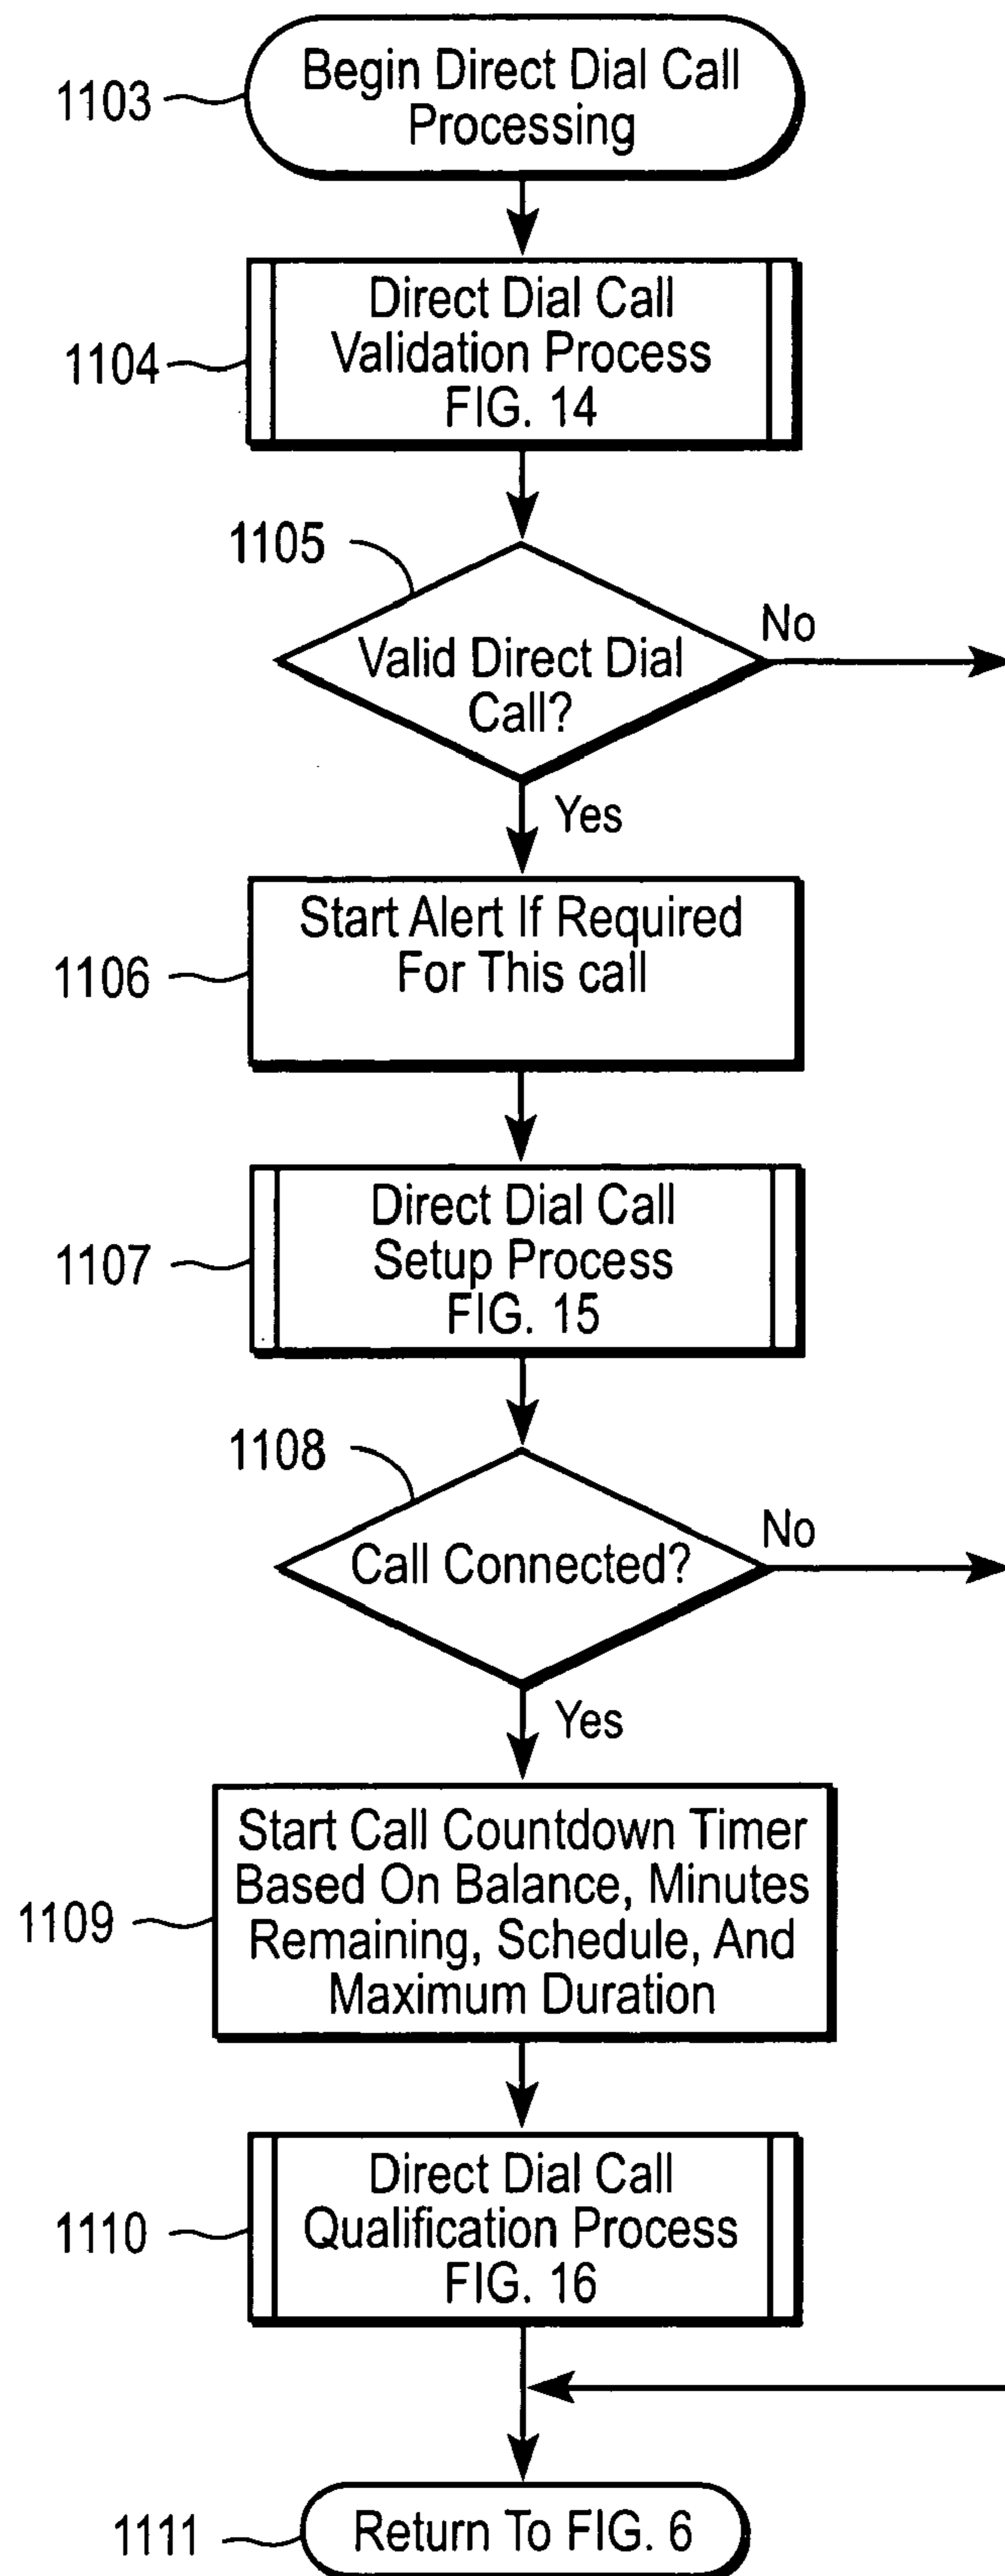 1103
Begin Direct Dial Call
Processing
1104
Direct Dial Call
Validation Process
FIG. 14
1105
Valid Direct Dial
Call?
No
Yes
1106
Start Alert If Required
For This call
1107
Direct Dial Call
Setup Process
FIG. 15
1108
Call Connected?
No
Yes
1109
Start Call Countdown Timer
Based On Balance, Minutes
Remaining, Schedule, And
Maximum Duration
1110
Direct Dial Call
Qualification Process
FIG. 16
1111
Return To FIG. 6